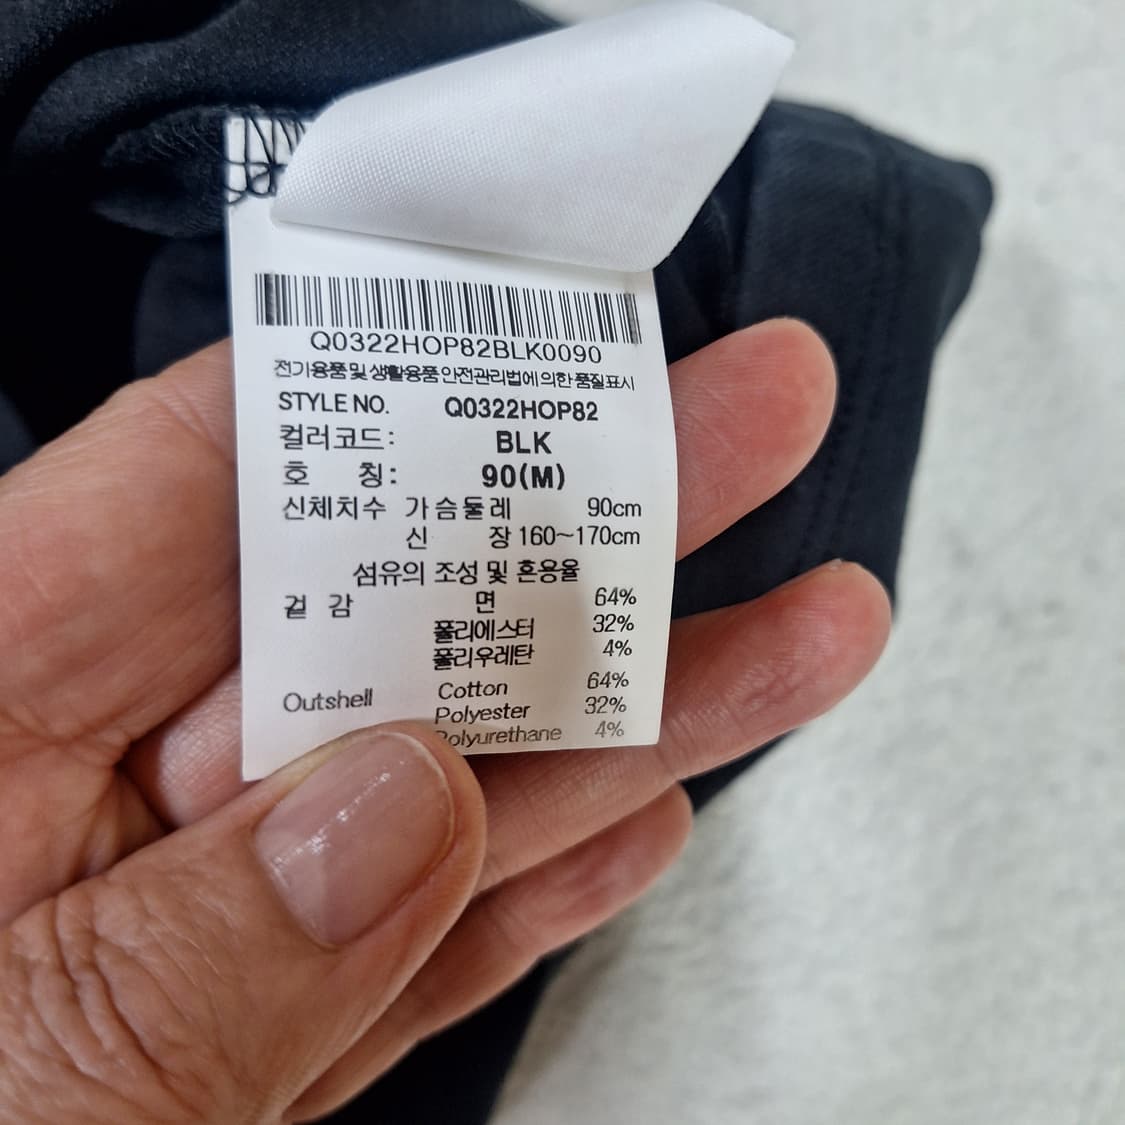 Q0322HOP82BLK0090
전기용품및생활용품안전관리법에의한품질표시
STYLE NO. Q0322HOP82
컬러코드: BLK
호 칭: 90(M)
신체치수 가슴둘레 90cm
신 장 160~170cm
섬유의 조성 및 혼용율
겉 감 면 64%
폴리에스터 32%
폴리우레탄 4%
Outshell Cotton 64%
Polyester 32%
Polyurethane 4%